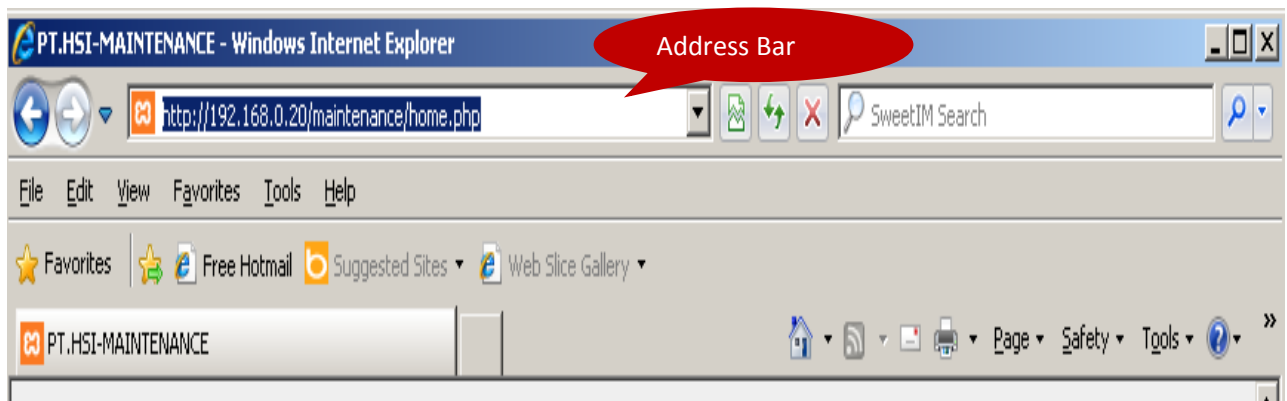 PT.HSI-MAINTENANCE - Windows Internet Explorer
Address Bar
http://192.168.0.20/maintenance/home.php
SweetIM Search
File Edit View Favorites Tools Help
Favorites Free Hotmail Suggested Sites Web Slice Gallery
PT.HSI-MAINTENANCE Page Safety Tools »